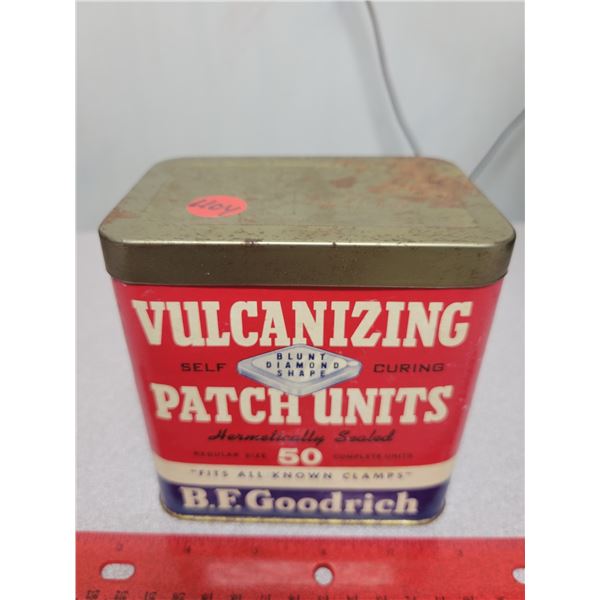 VULCANIZING
SELF BLUNT DIAMOND SHAPE CURING
PATCH UNITS
Hermetically Sealed
REGULAR SIZE 50 COMPLETE UNITS
"FITS ALL KNOWN CLAMPS"
B.F. Goodrich